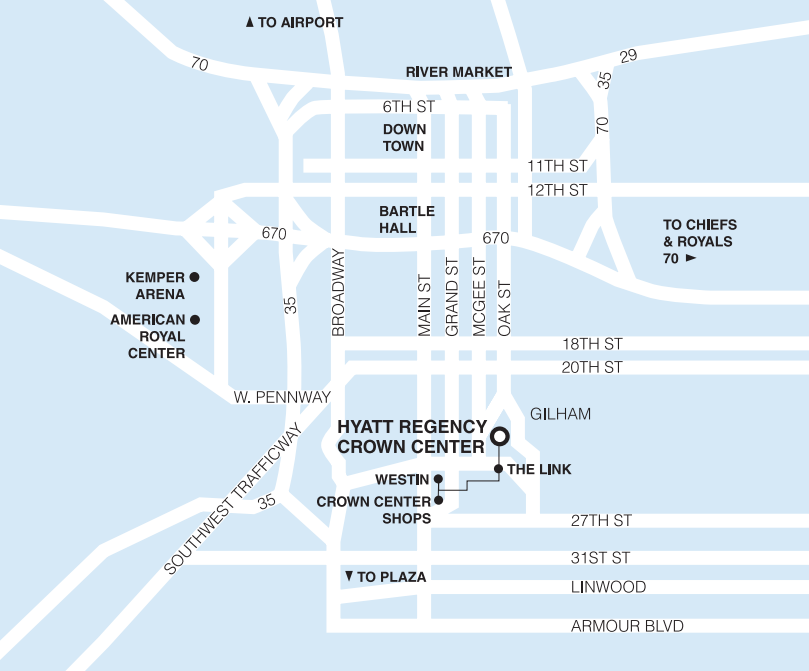 ▲ TO AIRPORT
70
29
RIVER MARKET
35
6TH ST
70
DOWN
TOWN
11TH ST
12TH ST
BARTLE
HALL
670
670
TO CHIEFS
& ROYALS
70 ►
KEMPER
ARENA
35
BROADWAY
MAIN ST
GRAND ST
MCGEE ST
OAK ST
AMERICAN
ROYAL
CENTER
18TH ST
20TH ST
W. PENNWAY
GILHAM
HYATT REGENCY
CROWN CENTER
THE LINK
WESTIN
CROWN CENTER
SHOPS
SOUTHWEST TRAFFICWAY
35
27TH ST
31ST ST
▼ TO PLAZA
LINWOOD
ARMOUR BLVD